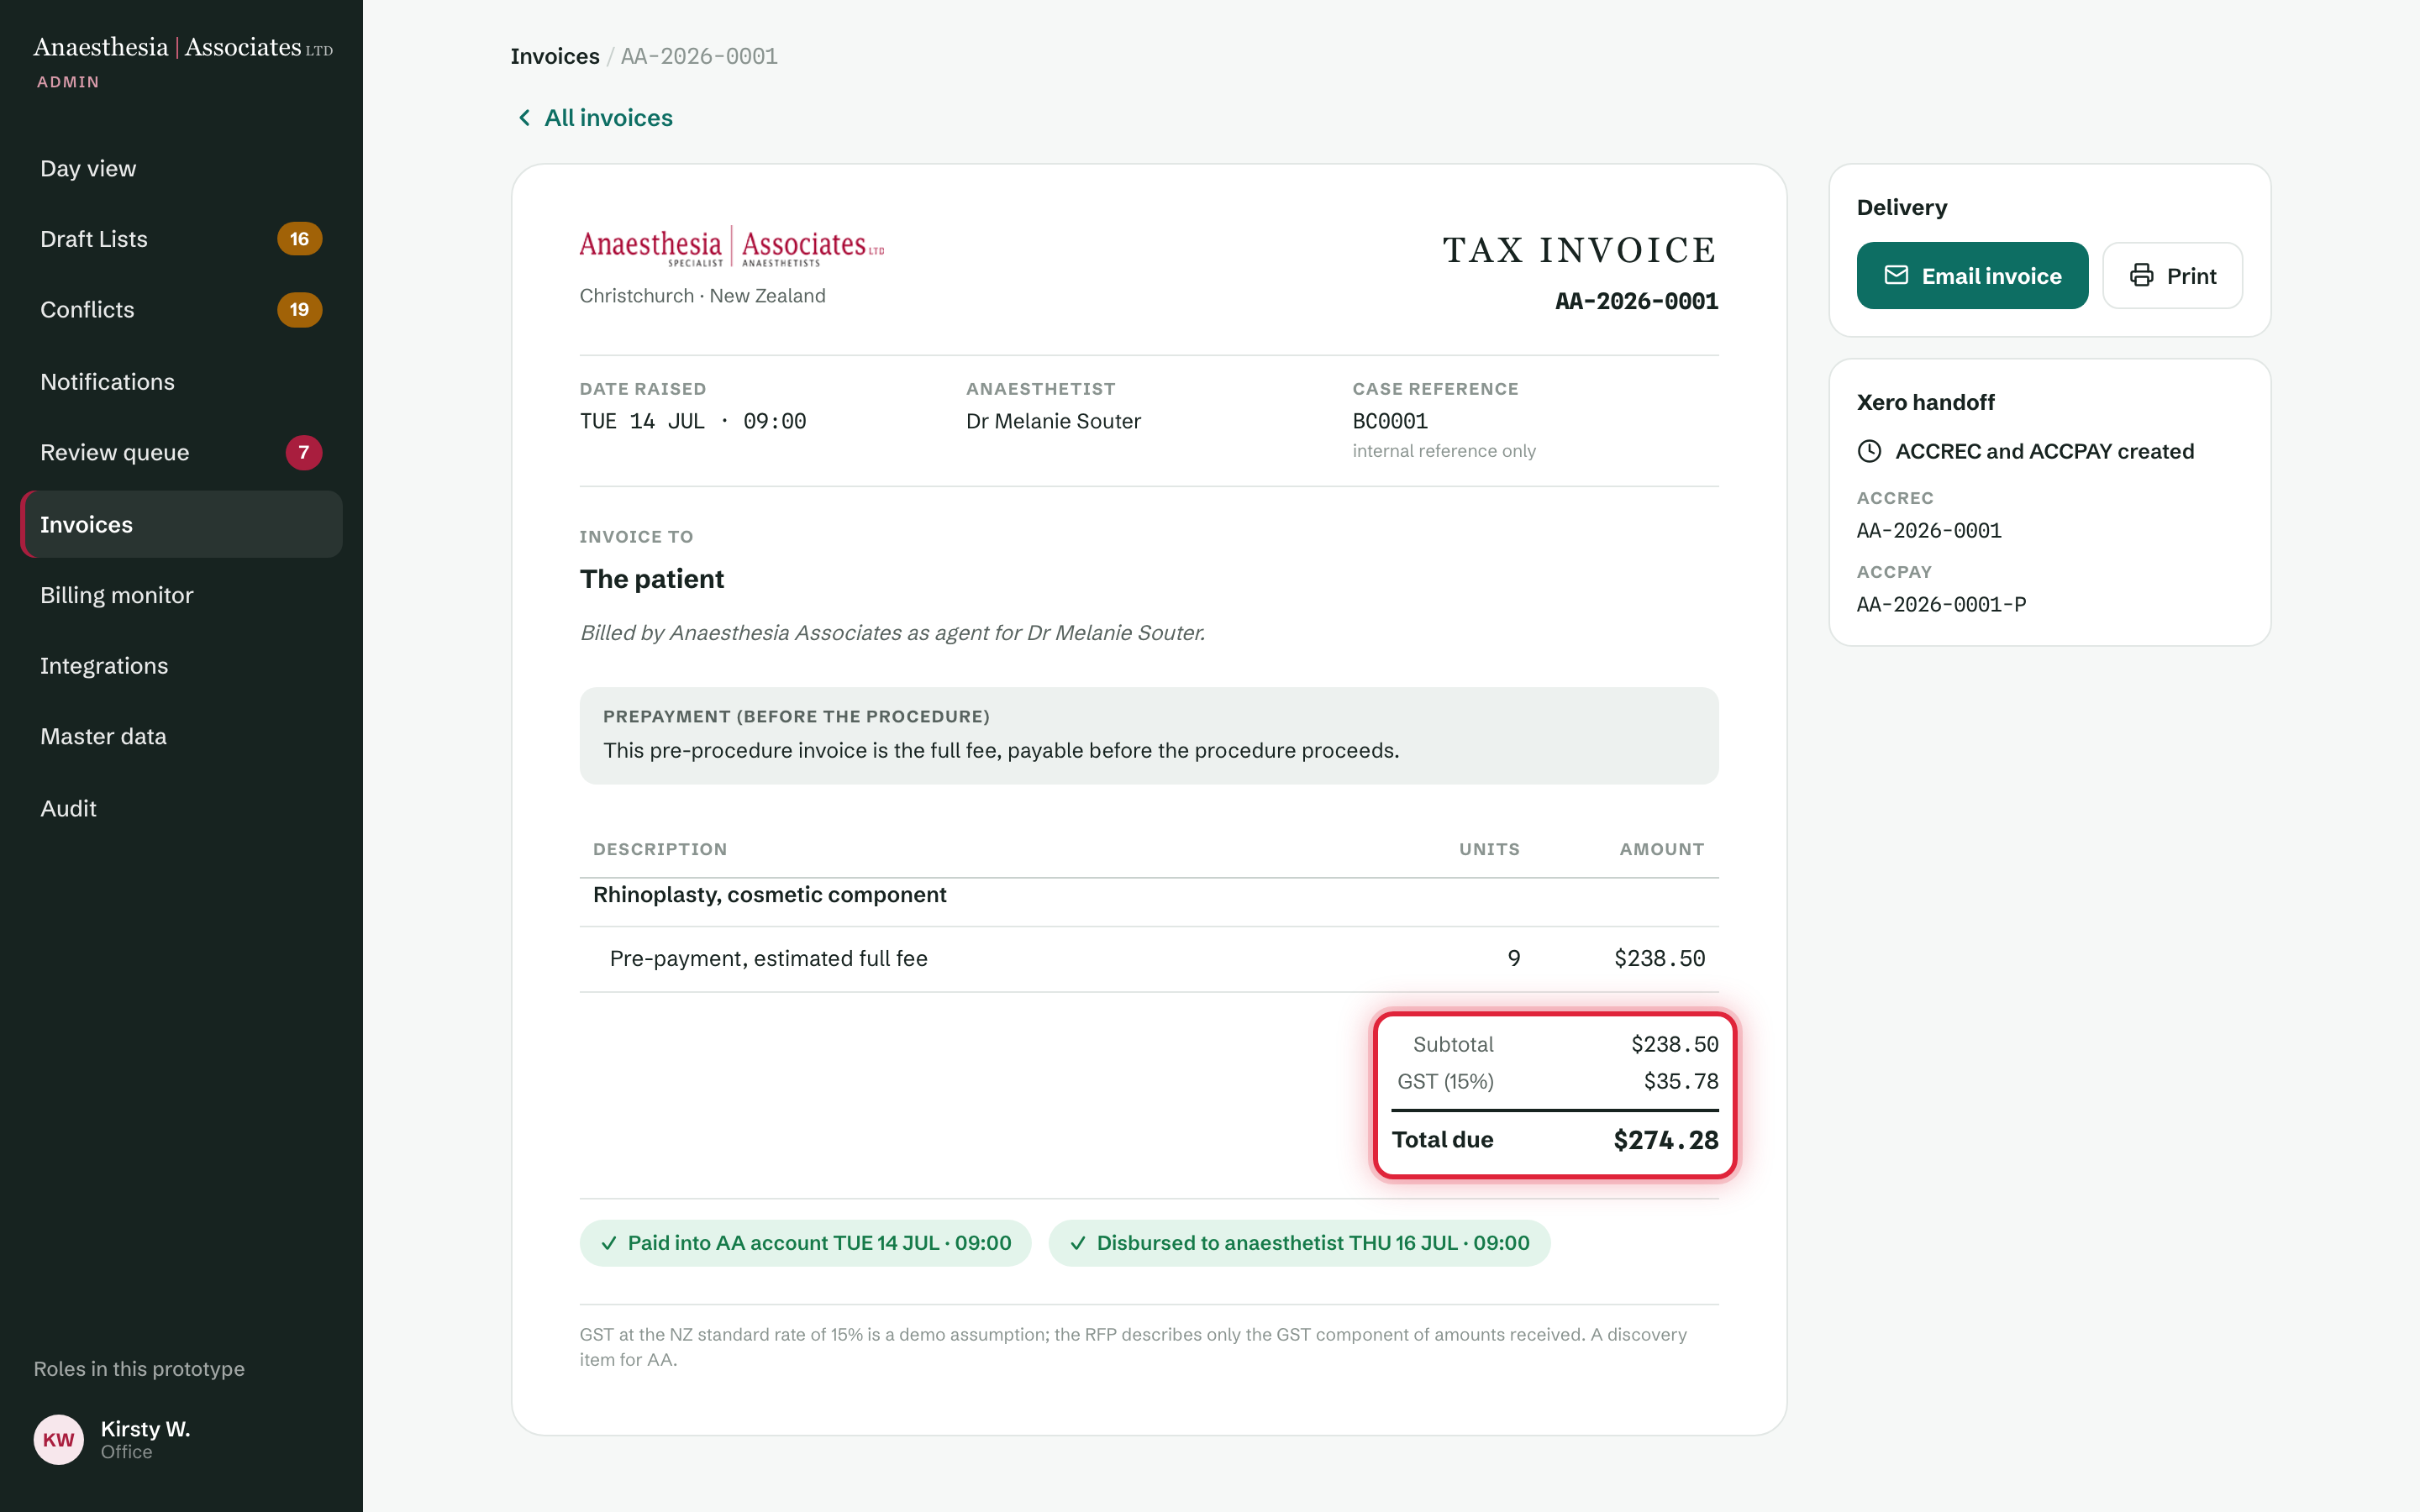 Anaesthesia | Associates LTD
ADMIN
Day view
Draft Lists 16
Conflicts 19
Notifications
Review queue 7
Invoices
Billing monitor
Integrations
Master data
Audit
Roles in this prototype
KW
Kirsty W.
Office
Invoices / AA-2026-0001
All invoices
Anaesthesia | Associates LTD
SPECIALIST ANAESTHETISTS
Christchurch · New Zealand
TAX INVOICE
AA-2026-0001
DATE RAISED
TUE 14 JUL · 09:00
ANAESTHETIST
Dr Melanie Souter
CASE REFERENCE
BC0001
internal reference only
INVOICE TO
The patient
Billed by Anaesthesia Associates as agent for Dr Melanie Souter.
PREPAYMENT (BEFORE THE PROCEDURE)
This pre-procedure invoice is the full fee, payable before the procedure proceeds.
DESCRIPTION UNITS AMOUNT
Rhinoplasty, cosmetic component
Pre-payment, estimated full fee 9 $238.50
Subtotal $238.50
GST (15%) $35.78
Total due $274.28
Paid into AA account TUE 14 JUL · 09:00
Disbursed to anaesthetist THU 16 JUL · 09:00
GST at the NZ standard rate of 15% is a demo assumption; the RFP describes only the GST component of amounts received. A discovery
item for AA.
Delivery
Email invoice
Print
Xero handoff
ACCREC and ACCPAY created
ACCREC
AA-2026-0001
ACCPAY
AA-2026-0001-P